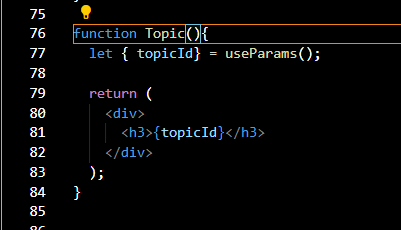 75
76 function Topic(){
77   let { topicId} = useParams();
78
79   return (
80     <div>
81       <h3>{topicId}</h3>
82     </div>
83   );
84 }
85